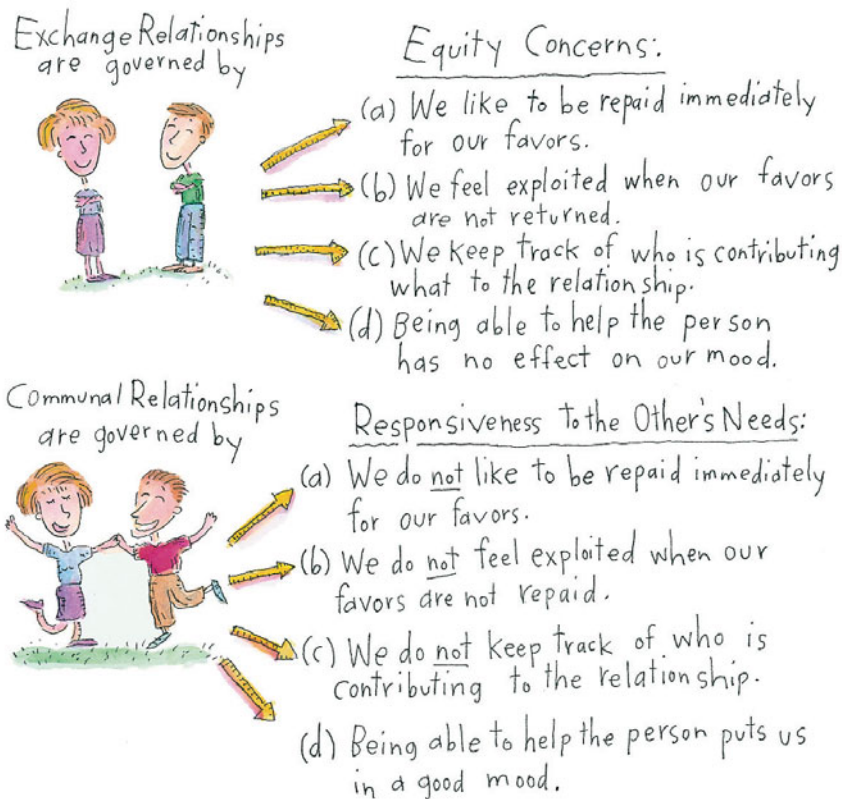 Exchange Relationships
are governed by
Equity Concerns:
(a) We like to be repaid immediately
for our favors.
(b) We feel exploited when our favors
are not returned.
(c) We keep track of who is contributing
what to the relationship.
(d) Being able to help the person
has no effect on our mood.
Communal Relationships
are governed by
Responsiveness to the Other's Needs:
(a) We do not like to be repaid immediately
for our favors.
(b) We do not feel exploited when our
favors are not repaid.
(c) We do not keep track of who is
contributing to the relationship.
(d) Being able to help the person puts us
in a good mood.